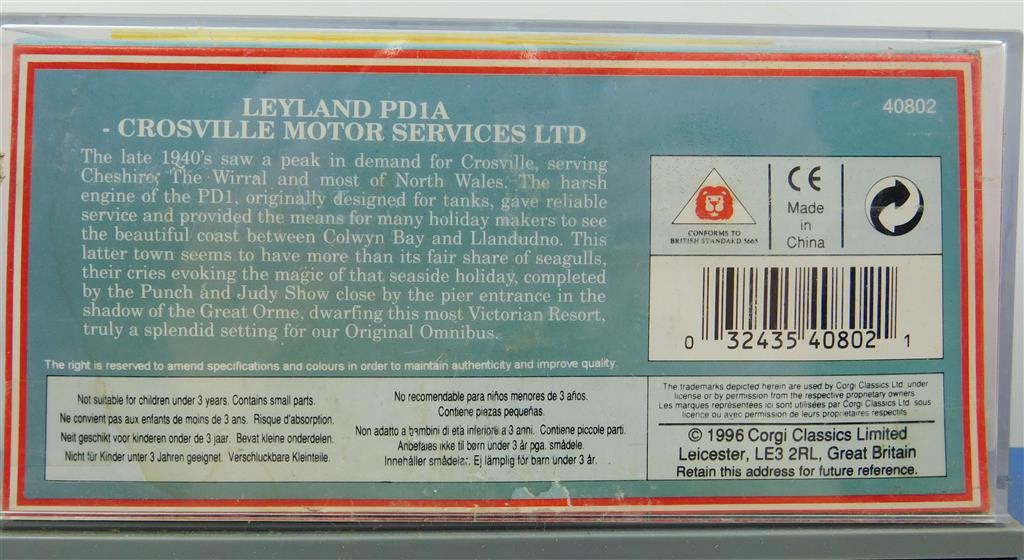 LEYLAND PD1A
- CROSVILLE MOTOR SERVICES LTD
40802
The late 1940's saw a peak in demand for Crosville, serving
Cheshire, The Wirral and most of North Wales. The harsh
engine of the PD1, originally designed for tanks, gave reliable
service and provided the means for many holiday makers to see
the beautiful coast between Colwyn Bay and Llandudno. This
latter town seems to have more than its fair share of seagulls,
their cries evoking the magic of that seaside holiday, completed
by the Punch and Judy Show close by the pier entrance in the
shadow of the Great Orme, dwarfing this most Victorian Resort,
truly a splendid setting for our Original Omnibus.
CONFORMS TO
BRITISH STANDARD 5665
CE
Made
in
China
0 32435 40802 1
The right is reserved to amend specifications and colours in order to maintain authenticity and improve quality.
Not suitable for children under 3 years. Contains small parts.
Ne convient pas aux enfants de moins de 3 ans. Risque d'absorption.
Neit geschikt voor kinderen onder de 3 jaar. Bevat kleine onderdelen.
Nicht für Kinder unter 3 Jahren geeignet. Verschluckbare Kleinteile.
No recomendable para niños menores de 3 años.
Contiene piezas pequeñas.
Non adatto a bambini di età inferiore a 3 anni. Contiene piccole parti.
Anbefales ikke til børn under 3 år pga. smådele.
Innehåller smådelar. Ej lämplig för barn under 3 år.
The trademarks depicted herein are used by Corgi Classics Ltd. under
license or by permission from the respective proprietary owners.
Les marques représentées ici sont utilisées par Corgi Classics Ltd. sous
licence ou avec permission de leurs propriétaires respectifs
© 1996 Corgi Classics Limited
Leicester, LE3 2RL, Great Britain
Retain this address for future reference.